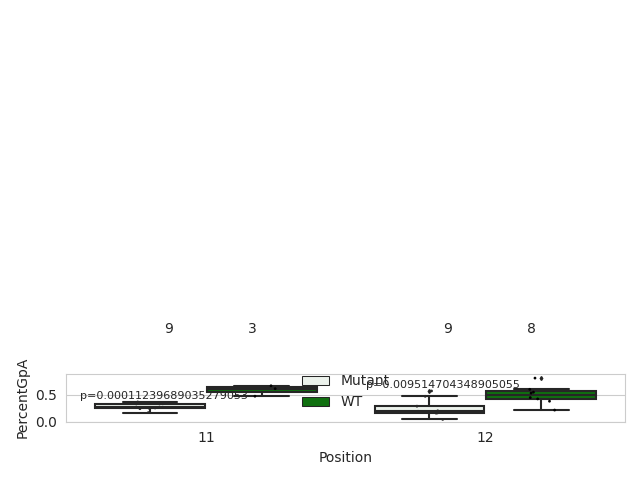 9 3 9 8
PercentGpA
0.5
0.0
Mutant
WT
p=0.00011239689035279053
p=0.009514704348905055
11 12
Position